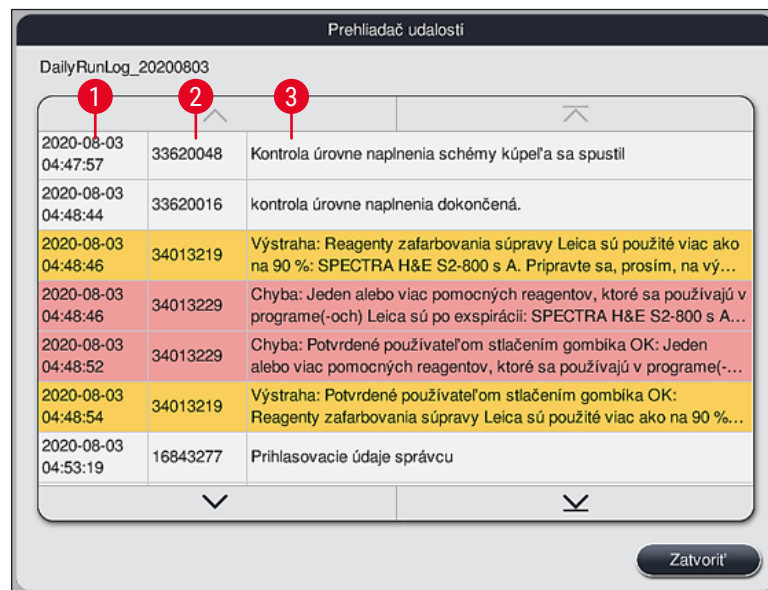 Prehliadač udalostí
DailyRunLog_20200803
1
2
3
2020-08-03
04:47:57
33620048
Kontrola úrovne naplnenia schémy kúpeľa sa spustil
2020-08-03
04:48:44
33620016
kontrola úrovne naplnenia dokončená.
2020-08-03
04:48:46
34013219
Výstraha: Reagenty zafarbovania súpravy Leica sú použité viac ako
na 90 %: SPECTRA H&E S2-800 s A. Pripravte sa, prosím, na vý…
2020-08-03
04:48:46
34013229
Chyba: Jeden alebo viac pomocných reagentov, ktoré sa používajú v
programe(-och) Leica sú po exspirácii: SPECTRA H&E S2-800 s A…
2020-08-03
04:48:52
34013229
Chyba: Potvrdené používateľom stlačením gombíka OK: Jeden
alebo viac pomocných reagentov, ktoré sa používajú v programe(-…
2020-08-03
04:48:54
34013219
Výstraha: Potvrdené používateľom stlačením gombíka OK:
Reagenty zafarbovania súpravy Leica sú použité viac ako na 90 %…
2020-08-03
04:53:19
16843277
Prihlasovacie údaje správcu
Zatvoriť